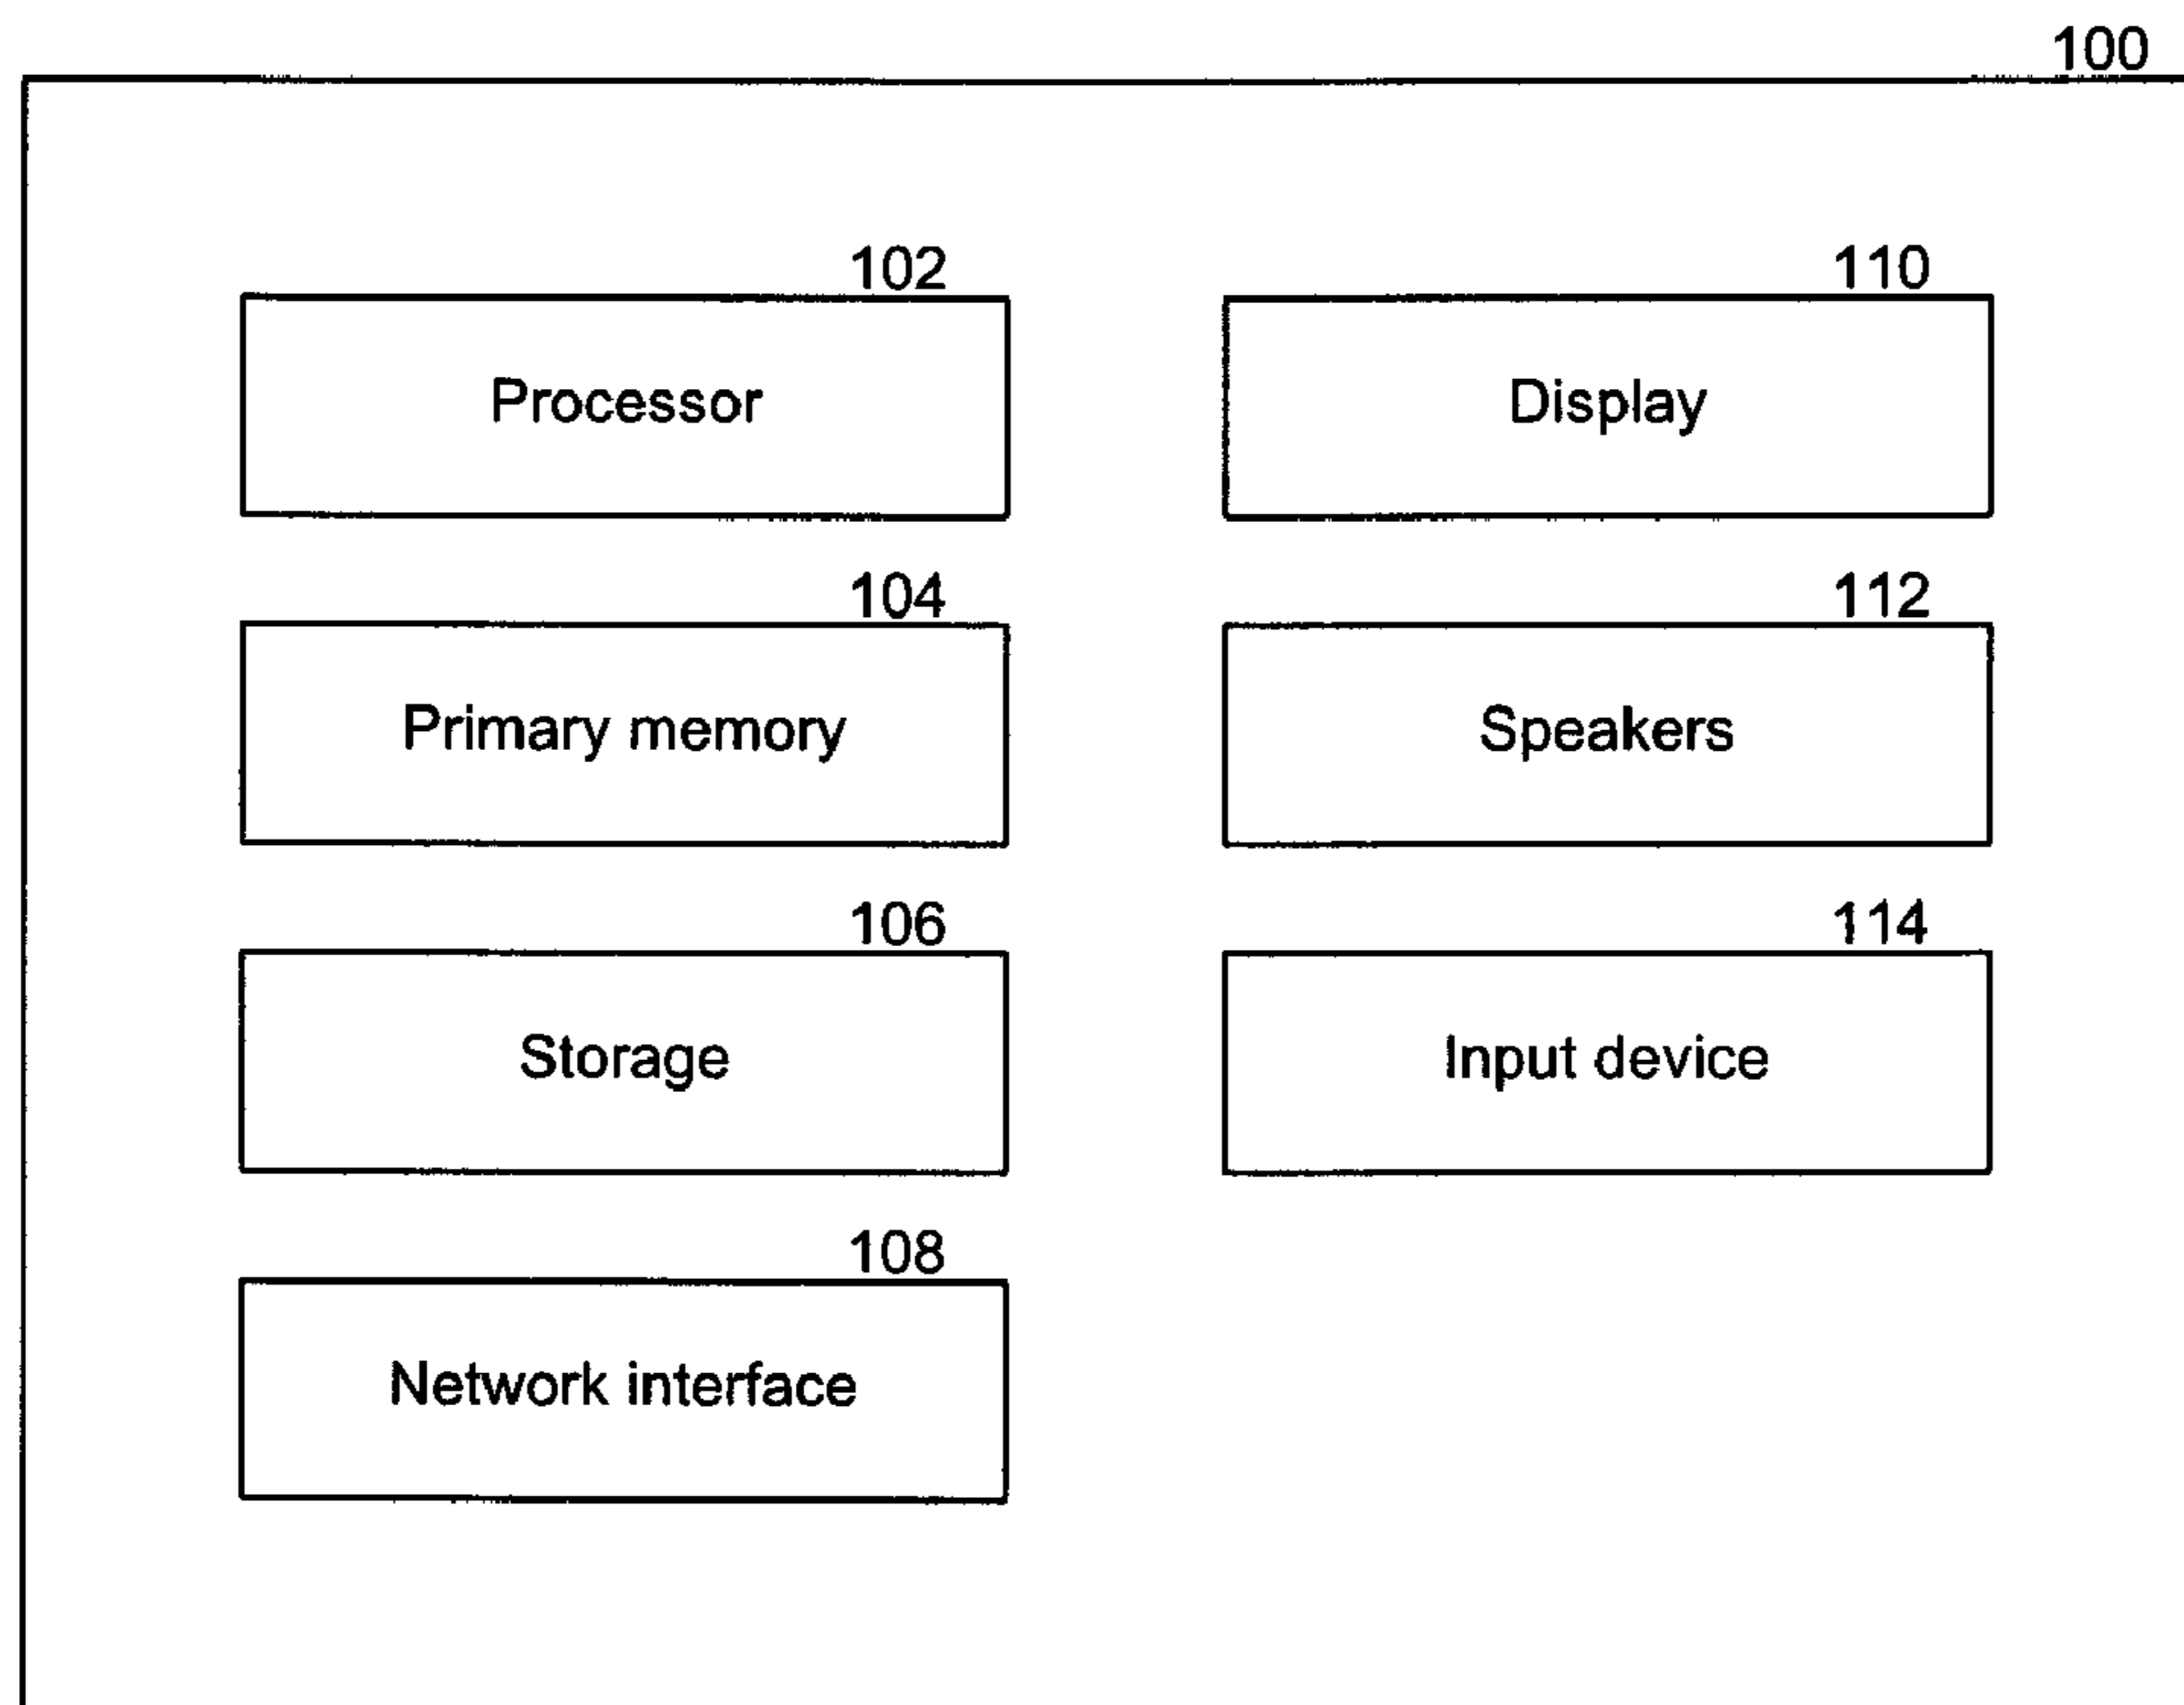 100
102
Processor
110
Display
104
Primary memory
112
Speakers
106
Storage
114
Input device
108
Network interface